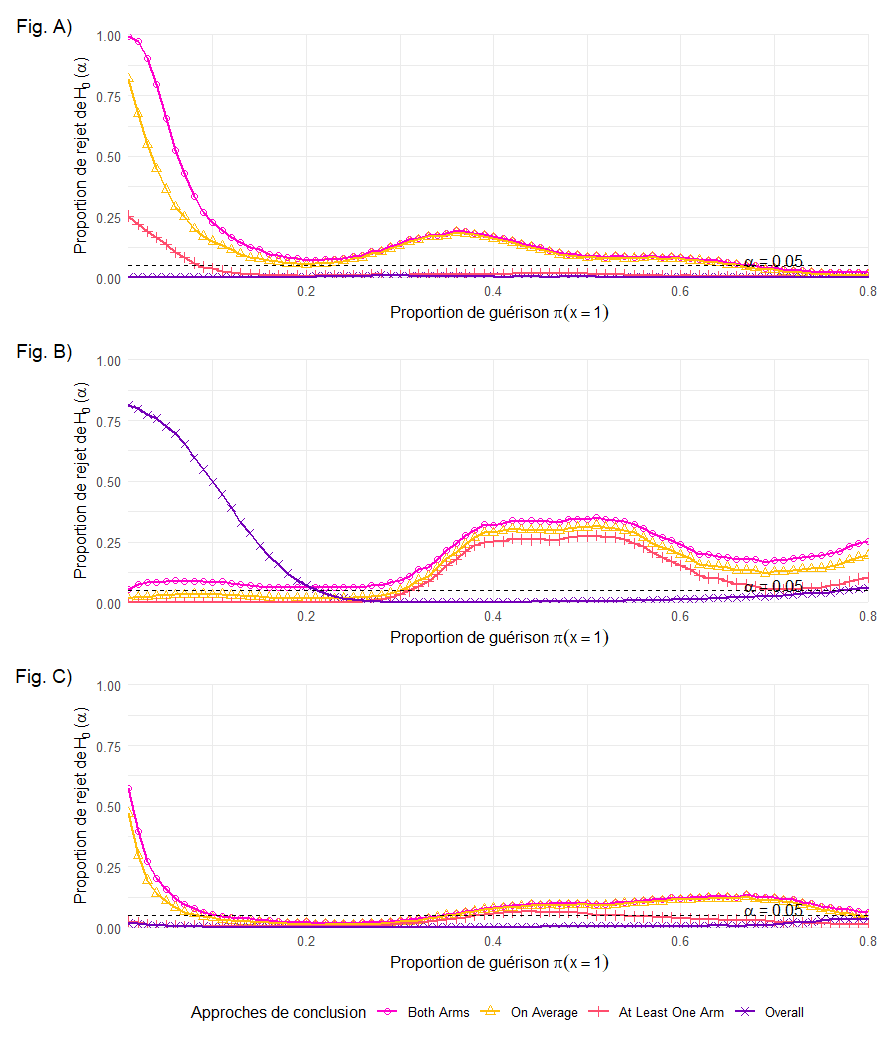 Fig. A)
Proportion de rejet de H₀ (α)
1.00
0.75
0.50
0.25
0.00
α = 0.05
0.2 0.4 0.6 0.8
Proportion de guérison π(x = 1)
Fig. B)
Proportion de rejet de H₀ (α)
1.00
0.75
0.50
0.25
0.00
α = 0.05
0.2 0.4 0.6 0.8
Proportion de guérison π(x = 1)
Fig. C)
Proportion de rejet de H₀ (α)
1.00
0.75
0.50
0.25
0.00
α = 0.05
0.2 0.4 0.6 0.8
Proportion de guérison π(x = 1)
Approches de conclusion Both Arms On Average At Least One Arm Overall